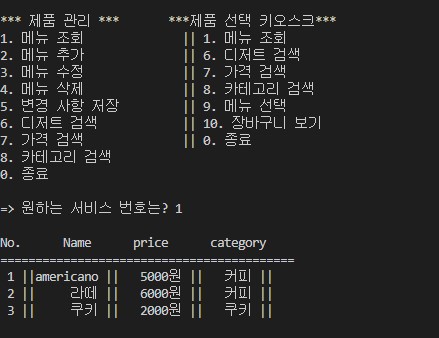 *** 제품 관리 ***      ***제품 선택 키오스크***
1. 메뉴 조회         || 1. 메뉴 조회
2. 메뉴 추가         || 6. 디저트 검색
3. 메뉴 수정         || 7. 가격 검색
4. 메뉴 삭제         || 8. 카테고리 검색
5. 변경 사항 저장         || 9. 메뉴 선택
6. 디저트 검색         || 10. 장바구니 보기
7. 가격 검색         || 0. 종료
8. 카테고리 검색
0. 종료
=> 원하는 서비스 번호는? 1
No.      Name      price      category
==========================================
1 ||americano ||   5000원 ||   커피 ||
2 ||     라떼 ||   6000원 ||   커피 ||
3 ||     쿠키 ||   2000원 ||   쿠키 ||